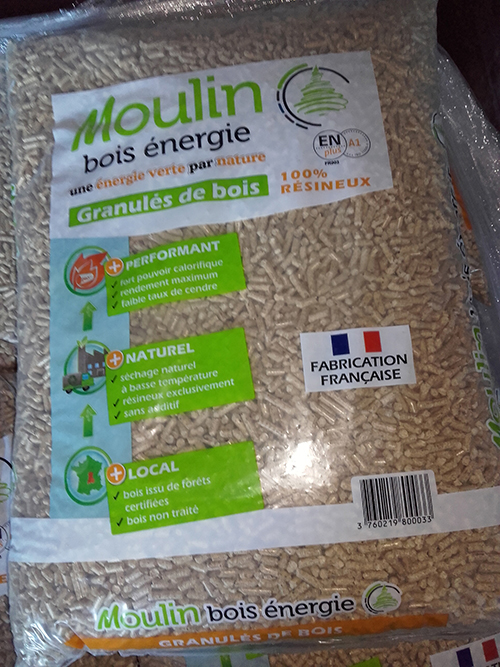 Moulin
bois énergie
une énergie verte par nature
Granulés de bois
100%
RÉSINEUX
EN
plus
A1
FR003
+ PERFORMANT
✓ fort pouvoir calorifique
✓ rendement maximum
✓ faible taux de cendre
+ NATUREL
✓ séchage naturel
à basse température
✓ résineux exclusivement
✓ sans additif
FABRICATION
FRANÇAISE
+ LOCAL
✓ bois issu de forêts
certifiées
✓ bois non traité
3 760219 800033
Moulin bois énergie
GRANULÉS DE BOIS